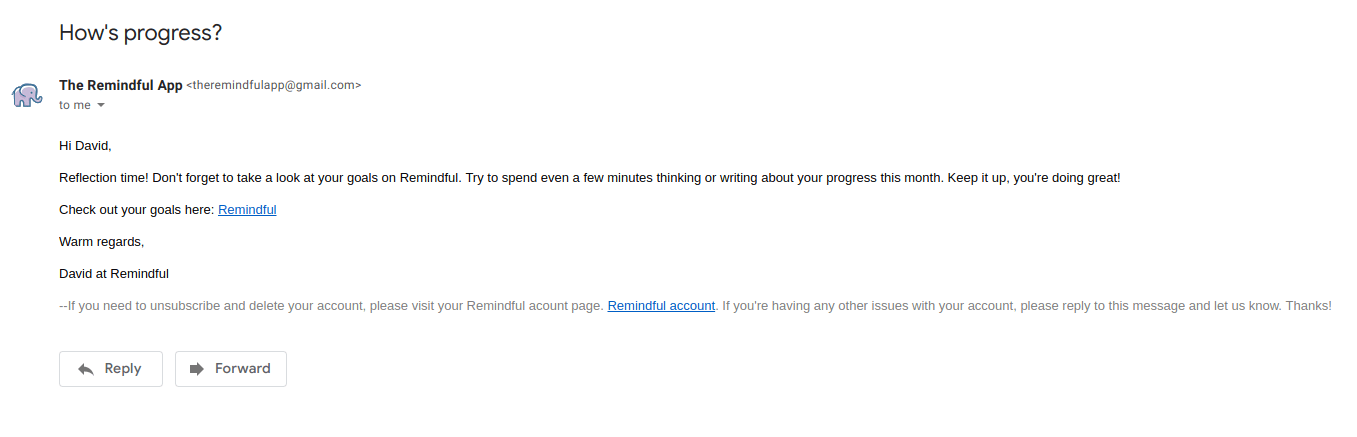 How's progress?
The Remindful App <theremindfulapp@gmail.com>
to me
Hi David,
Reflection time! Don't forget to take a look at your goals on Remindful. Try to spend even a few minutes thinking or writing about your progress this month. Keep it up, you're doing great!
Check out your goals here: Remindful
Warm regards,
David at Remindful
--If you need to unsubscribe and delete your account, please visit your Remindful acount page. Remindful account. If you're having any other issues with your account, please reply to this message and let us know. Thanks!
Reply Forward